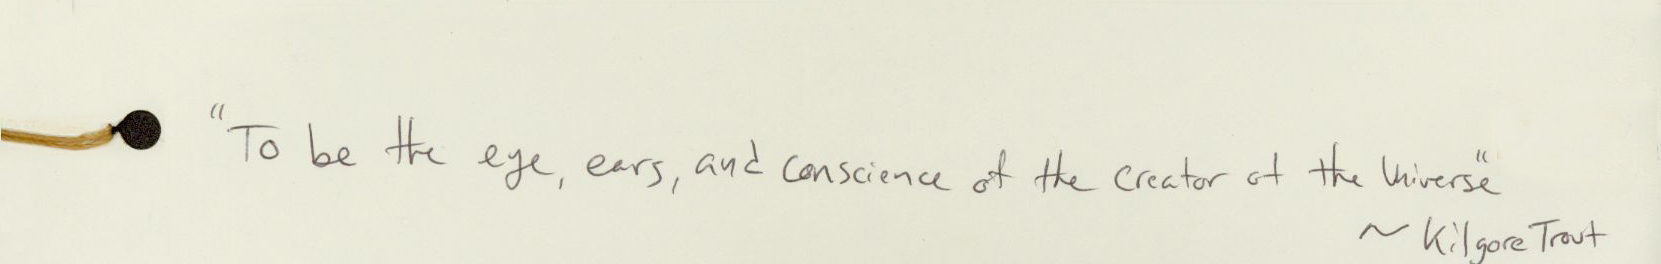 "To be the eye, ears, and conscience of the creator of the Universe"
~ Kilgore Trout